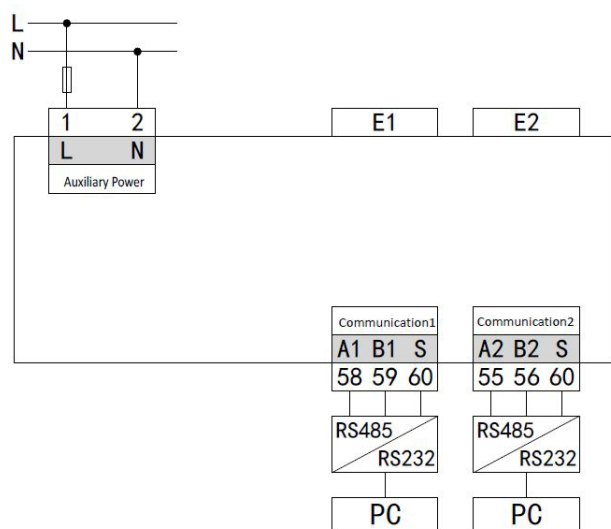 L
N
1 2
L N
Auxiliary Power
E1
E2
Communication1
A1 B1 S
58 59 60
RS485
RS232
PC
Communication2
A2 B2 S
55 56 60
RS485
RS232
PC